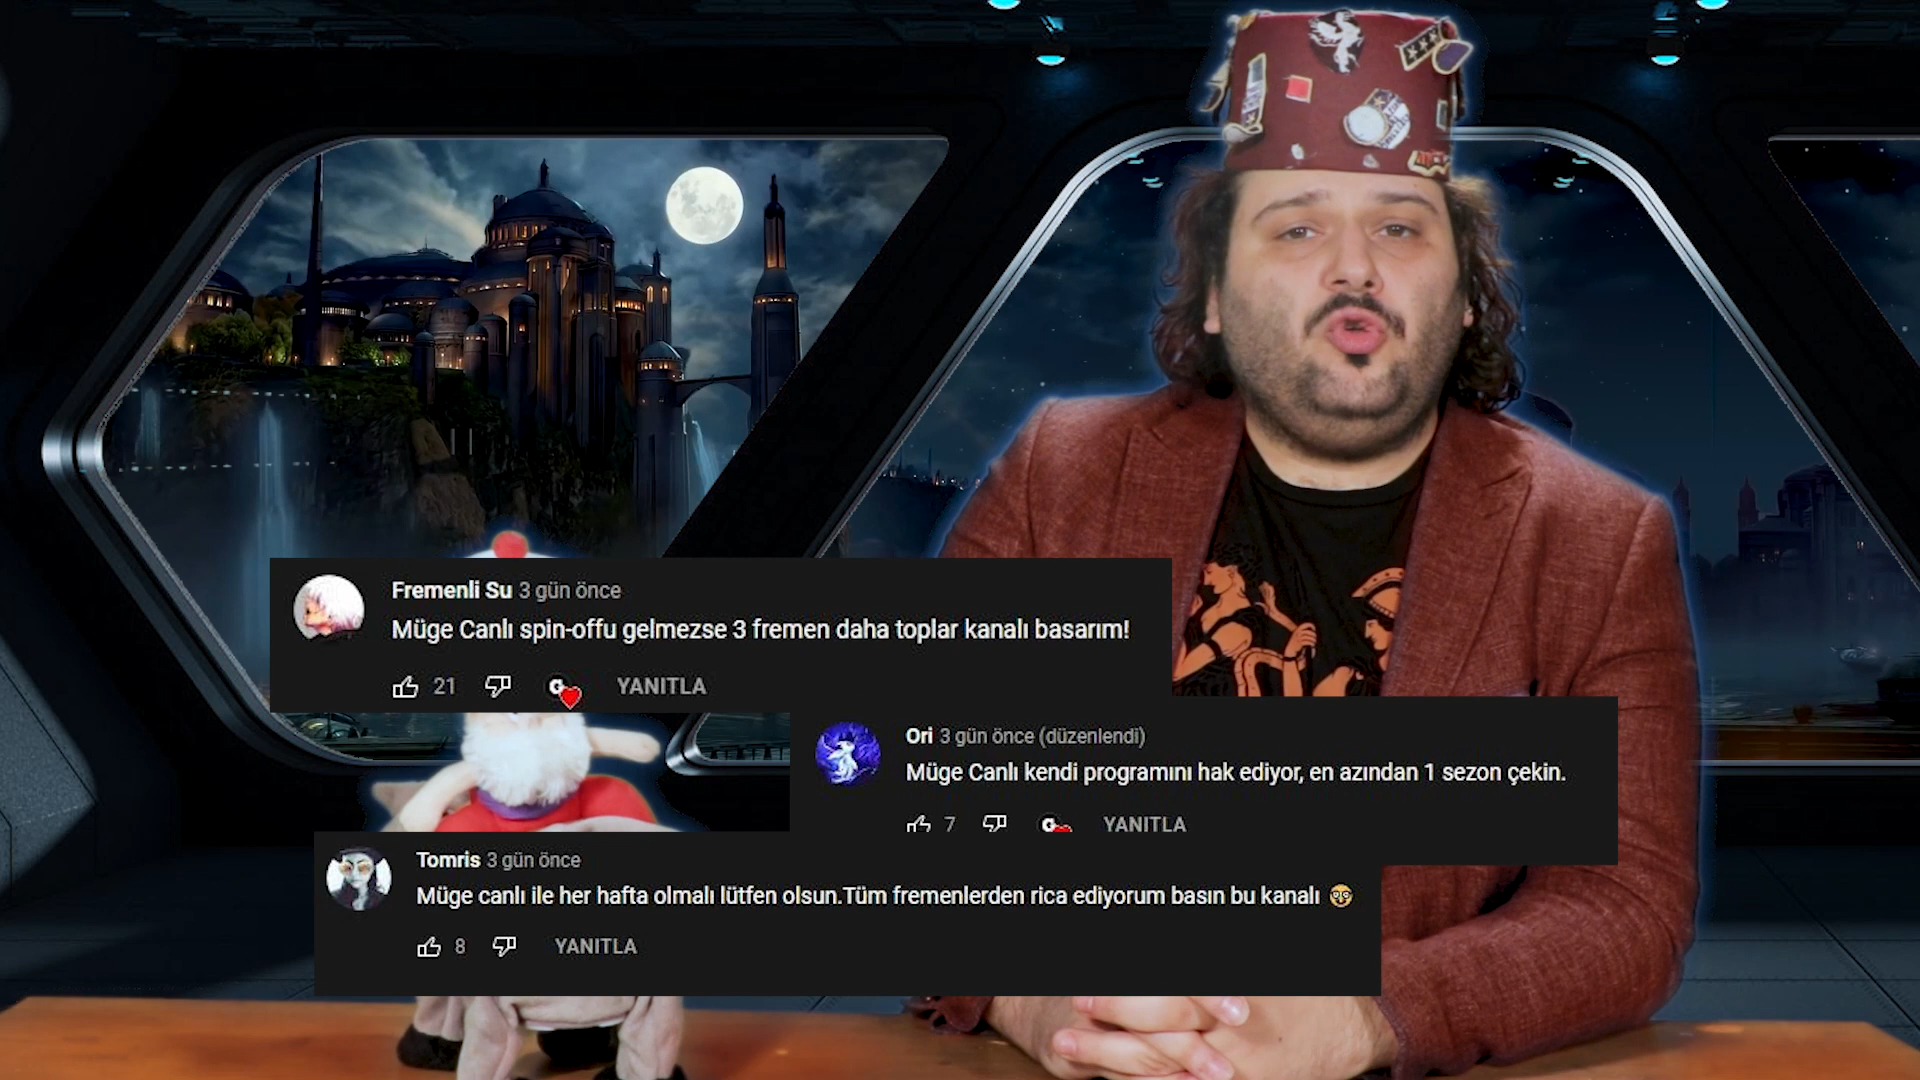 Fremenli Su 3 gün önce
Müge Canlı spin-offu gelmezse 3 fremen daha toplar kanalı basarım!
21 YANITLA
Ori 3 gün önce (düzenlendi)
Müge Canlı kendi programını hak ediyor, en azından 1 sezon çekin.
7 YANITLA
Tomris 3 gün önce
Müge canlı ile her hafta olmalı lütfen olsun.Tüm fremenlerden rica ediyorum basın bu kanalı
8 YANITLA